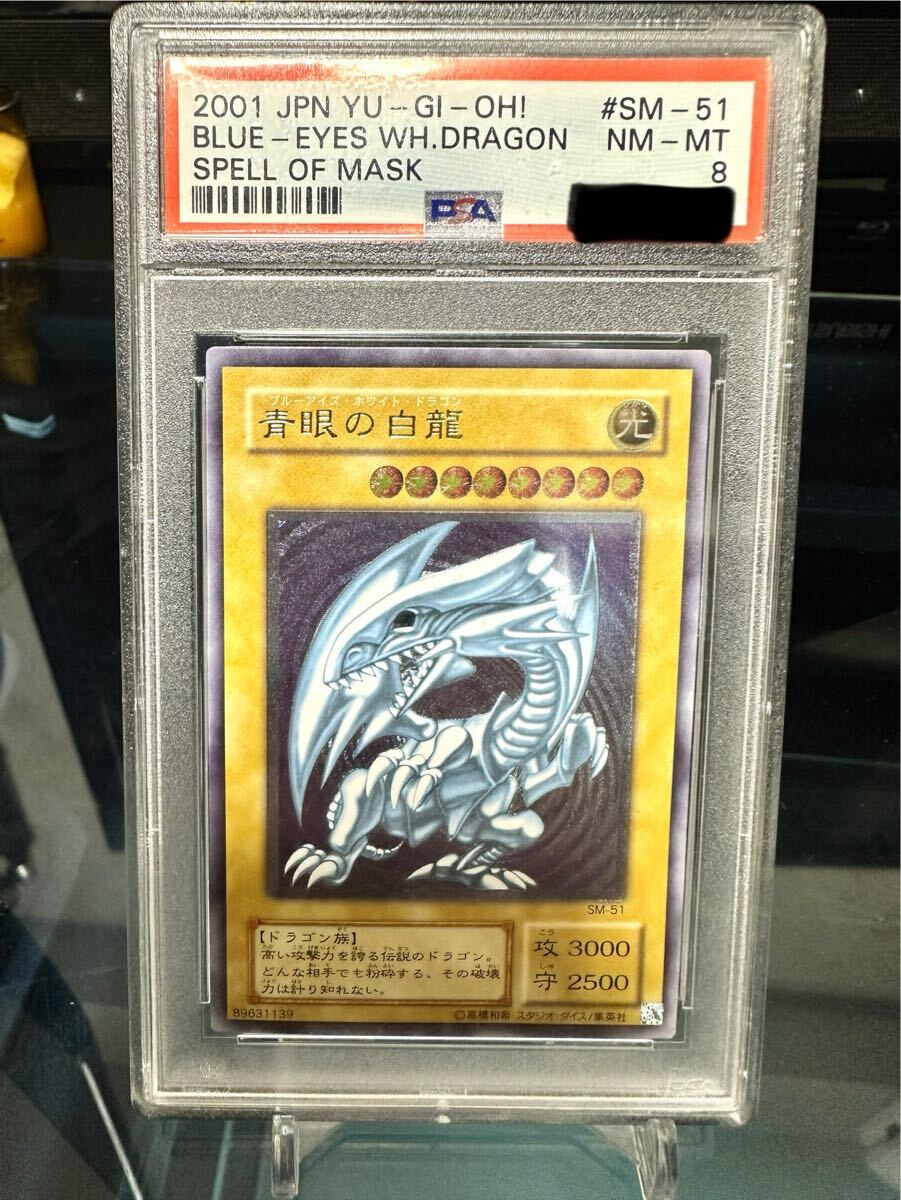 2001 JPN YU-GI-OH! #SM-51
BLUE-EYES WH.DRAGON NM-MT
SPELL OF MASK 8
PSA
ブルーアイズ・ホワイト・ドラゴン
青眼の白龍
光
SM-51
【ドラゴン族】
高い攻撃力を誇る伝説のドラゴン。
どんな相手でも粉砕する、その破壊
力は計り知れない。
攻 3000
守 2500
89631139
©高橋和希 スタジオ・ダイス/集英社